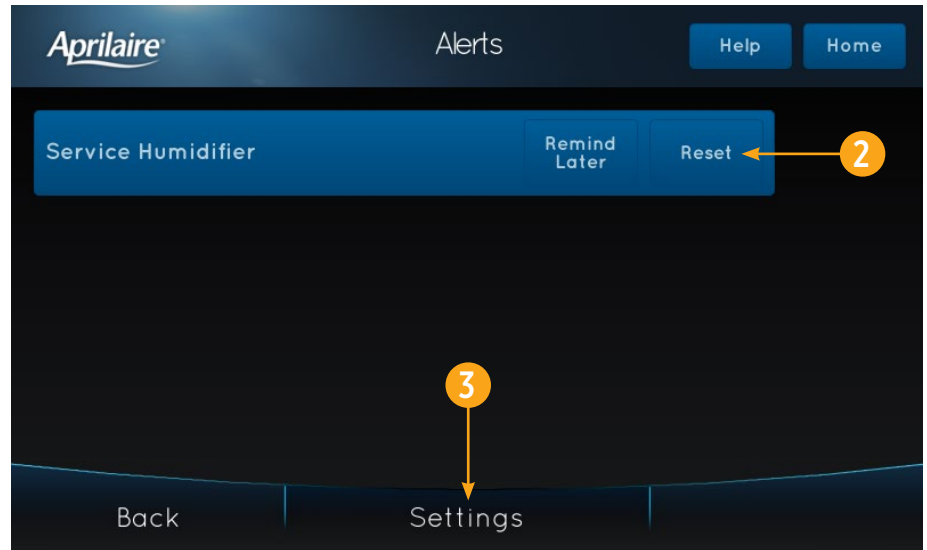 Aprilaire®
Alerts
Help
Home
Service Humidifier
Remind
Later
Reset
2
3
Back
Settings